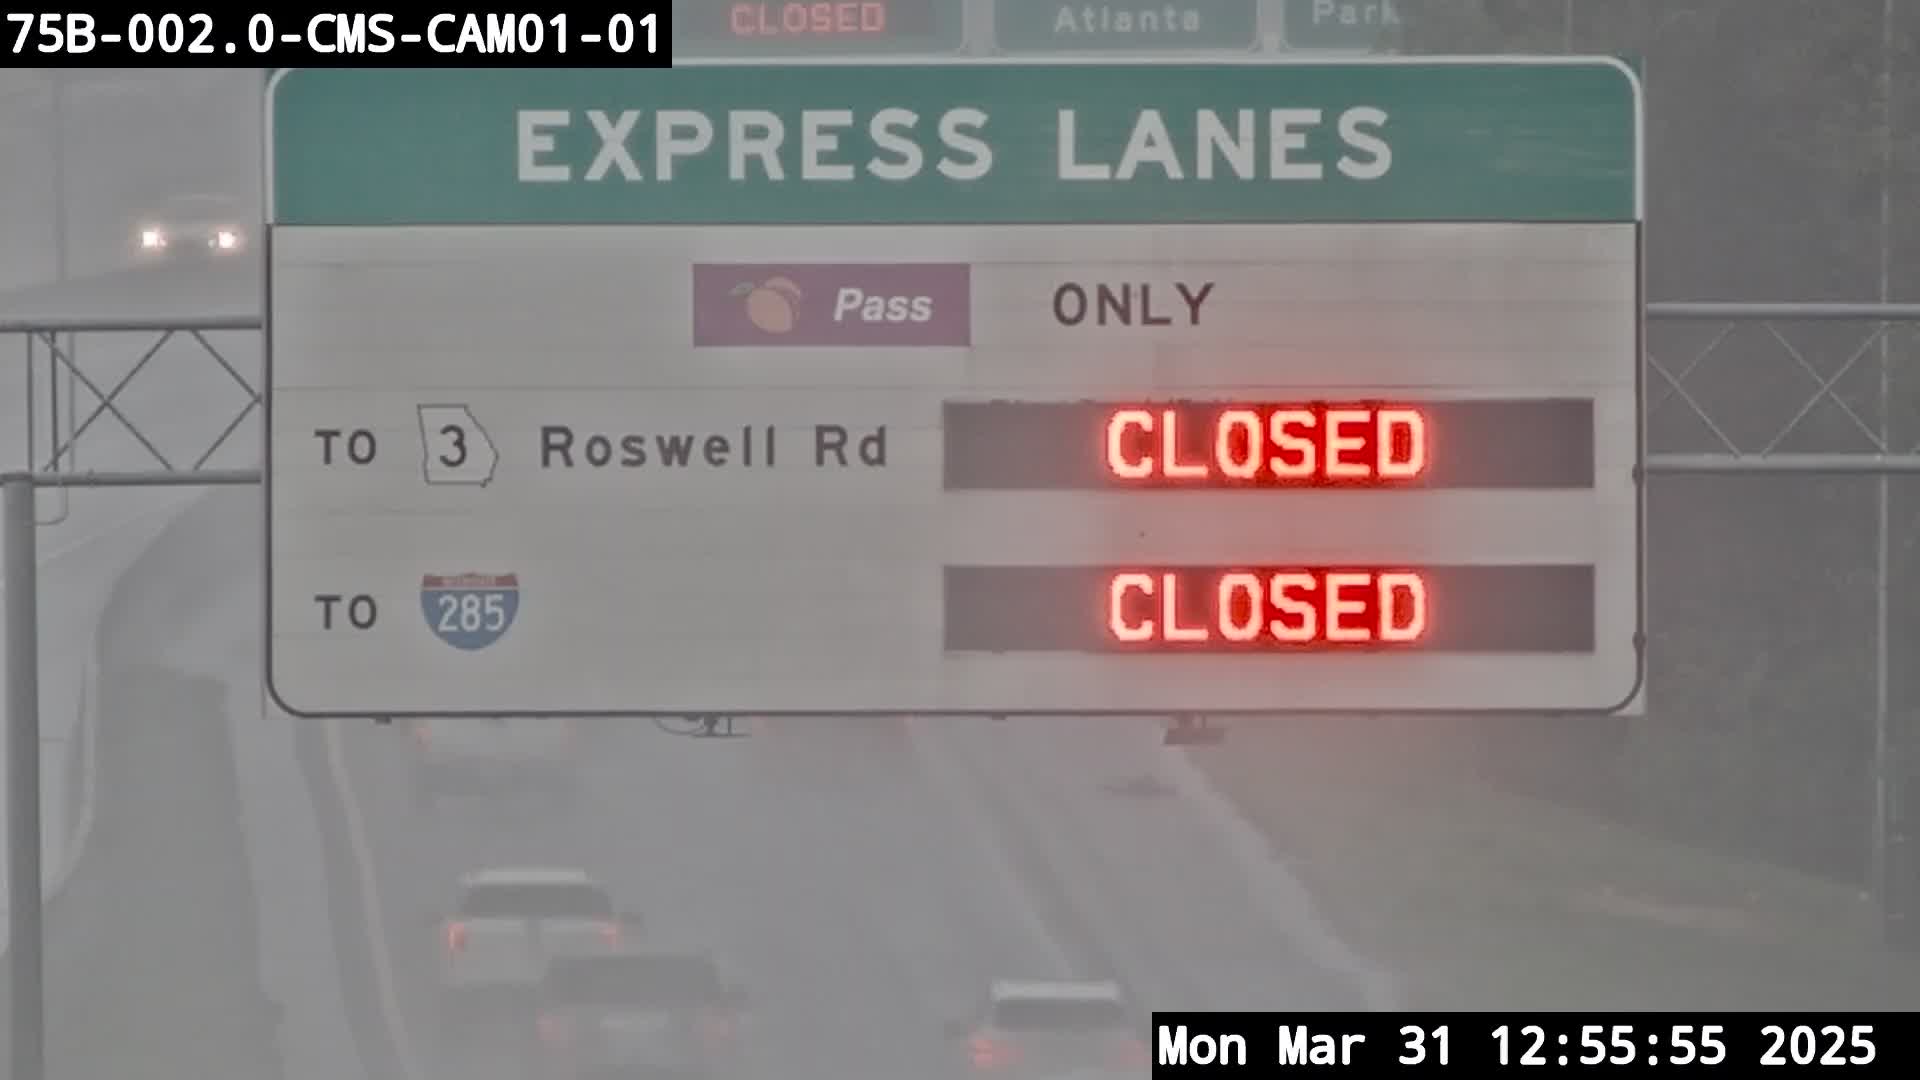 75B-002.0-CMS-CAM01-01
CLOSED
Atlanta
Park
EXPRESS LANES
Pass ONLY
TO 3 Roswell Rd CLOSED
TO INTERSTATE 285 CLOSED
Mon Mar 31 12:55:55 2025